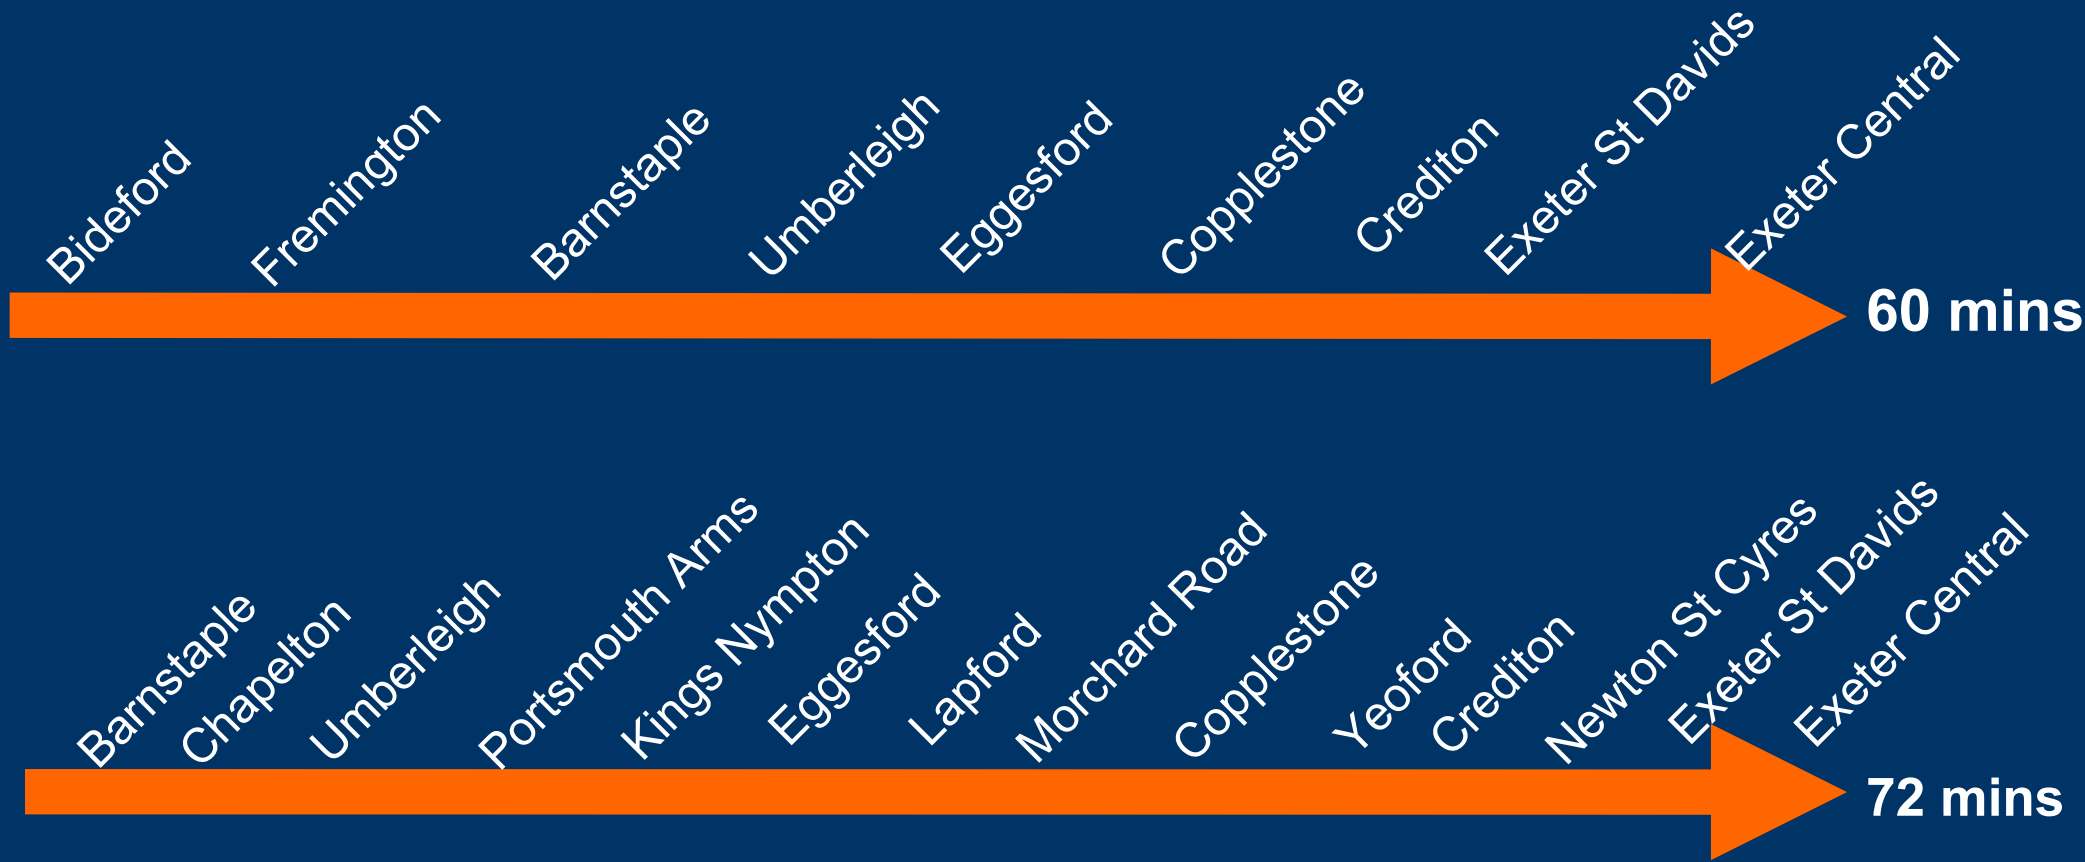 Bideford
Fremington
Barnstaple
Umberleigh
Eggesford
Copplestone
Crediton
Exeter St Davids
Exeter Central
60 mins
Barnstaple
Chapelton
Umberleigh
Portsmouth Arms
Kings Nympton
Eggesford
Lapford
Morchard Road
Copplestone
Yeoford
Crediton
Newton St Cyres
Exeter St Davids
Exeter Central
72 mins